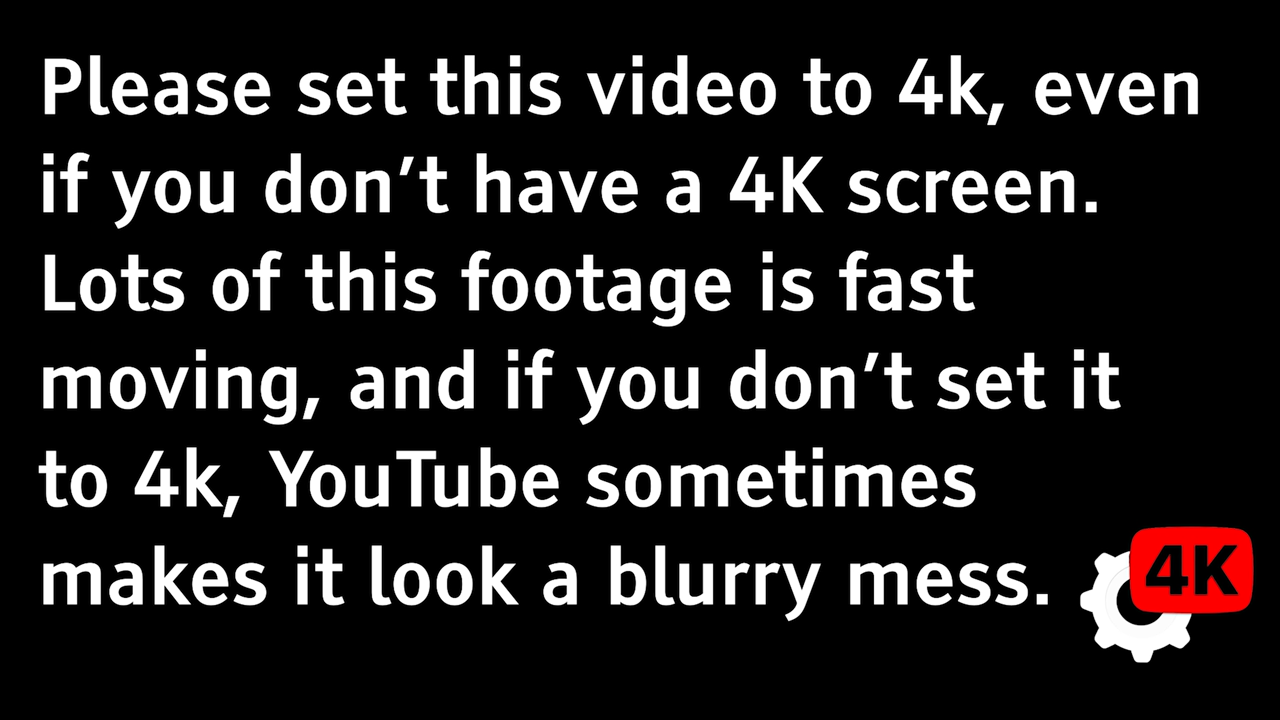 Please set this video to 4k, even
if you don’t have a 4K screen.
Lots of this footage is fast
moving, and if you don’t set it
to 4k, YouTube sometimes
makes it look a blurry mess.
4K